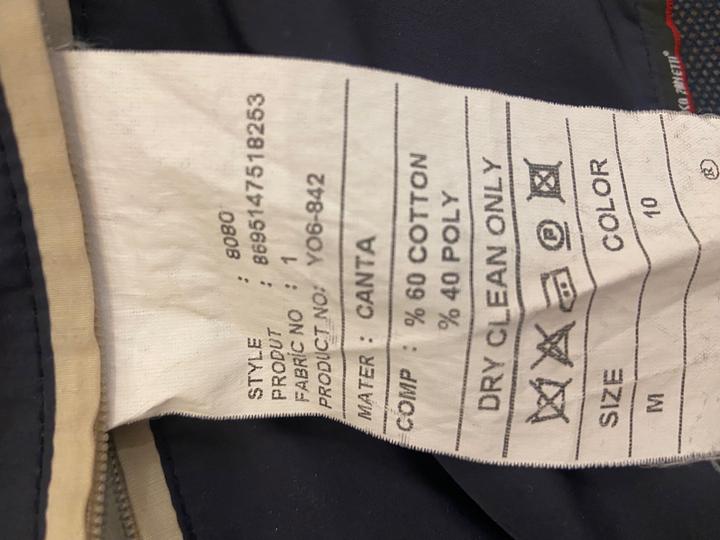 STYLE : 8080
PRODUT : 8695147518253
FABRİC NO : 1
PRODUCT NO: YO6-842
MATER : CANTA
COMP : % 60 COTTON
% 40 POLY
DRY CLEAN ONLY
P
SIZE COLOR
M 10
®